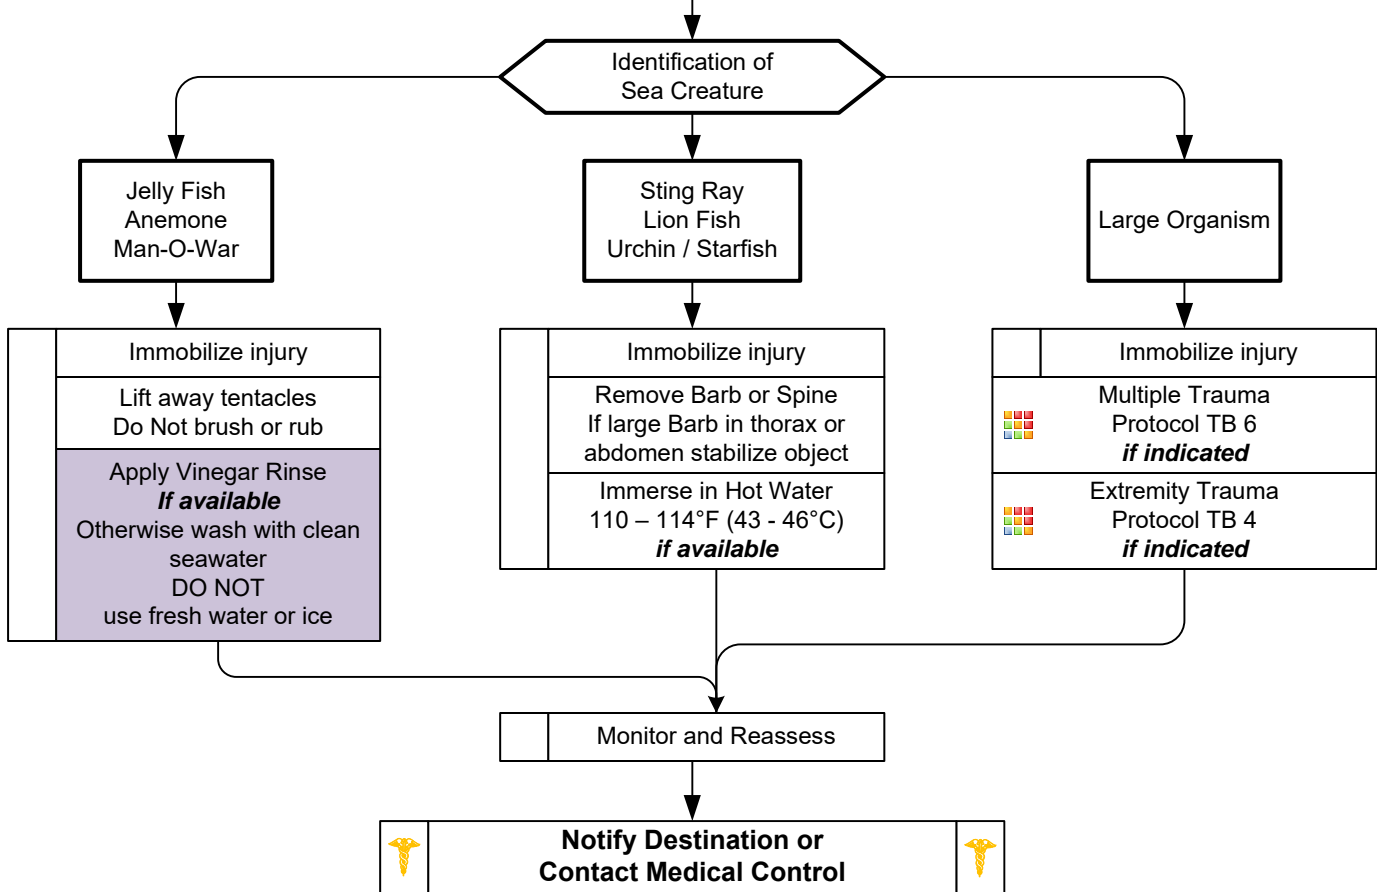 Identification of
Sea Creature
Jelly Fish
Anemone
Man-O-War
Sting Ray
Lion Fish
Urchin / Starfish
Large Organism
Immobilize injury
Lift away tentacles
Do Not brush or rub
Apply Vinegar Rinse
If available
Otherwise wash with clean
seawater
DO NOT
use fresh water or ice
Immobilize injury
Remove Barb or Spine
If large Barb in thorax or
abdomen stabilize object
Immerse in Hot Water
110 – 114°F (43 - 46°C)
if available
Immobilize injury
Multiple Trauma
Protocol TB 6
if indicated
Extremity Trauma
Protocol TB 4
if indicated
Monitor and Reassess
Notify Destination or
Contact Medical Control